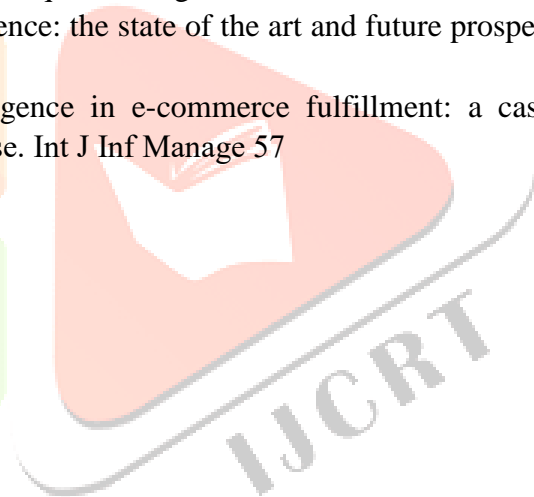 ence: the state of the art and future prospe
gence in e-commerce fulfillment: a cas
se. Int J Inf Manage 57
IJCRT